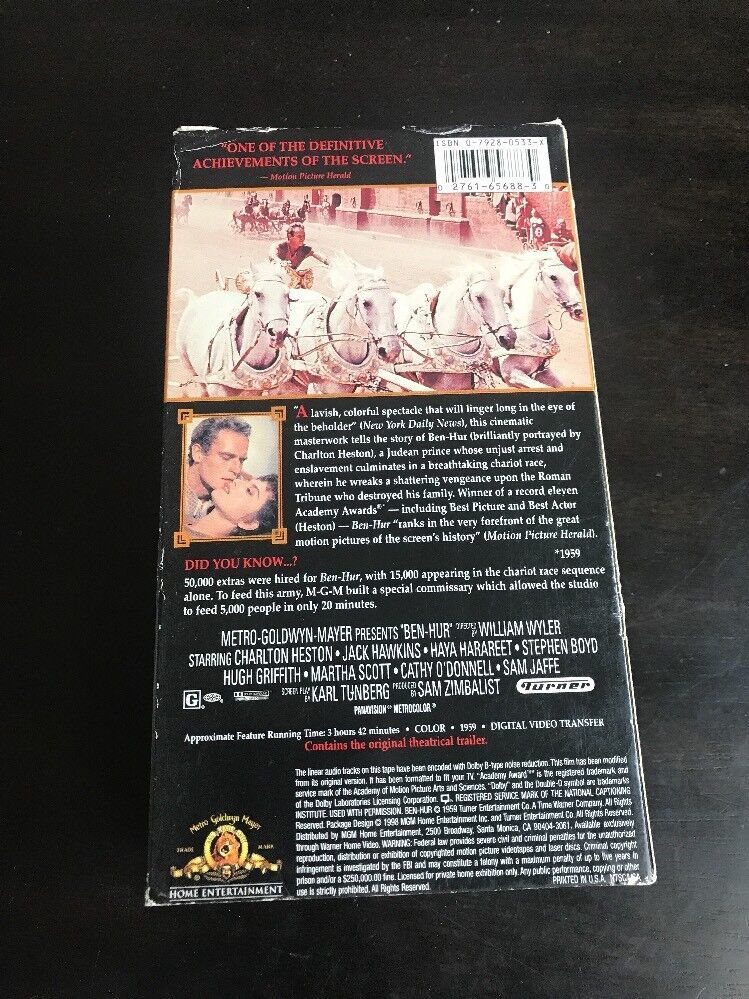 "ONE OF THE DEFINITIVE
ACHIEVEMENTS OF THE SCREEN."
— Motion Picture Herald
ISBN 0-7928-0533-X
0 2761-65688-3 0
"A lavish, colorful spectacle that will linger long in the eye of
the beholder" (New York Daily News), this cinematic
masterwork tells the story of Ben-Hur (brilliantly portrayed by
Charlton Heston), a Judean prince whose unjust arrest and
enslavement culminates in a breathtaking chariot race,
wherein he wreaks a shattering vengeance upon the Roman
Tribune who destroyed his family. Winner of a record eleven
Academy Awards®* — including Best Picture and Best Actor
(Heston) — Ben-Hur "ranks in the very forefront of the great
motion pictures of the screen's history" (Motion Picture Herald).
*1959
DID YOU KNOW...?
50,000 extras were hired for Ben-Hur, with 15,000 appearing in the chariot race sequence
alone. To feed this army, M-G-M built a special commissary which allowed the studio
to feed 5,000 people in only 20 minutes.
METRO-GOLDWYN-MAYER PRESENTS "BEN-HUR" DIRECTED BY WILLIAM WYLER
STARRING CHARLTON HESTON • JACK HAWKINS • HAYA HARAREET • STEPHEN BOYD
HUGH GRIFFITH • MARTHA SCOTT • CATHY O'DONNELL • SAM JAFFE
G SCREEN PLAY BY KARL TUNBERG PRODUCED BY SAM ZIMBALIST Turner
PANAVISION® METROCOLOR®
Approximate Feature Running Time: 3 hours 42 minutes • COLOR • 1959 • DIGITAL VIDEO TRANSFER
Contains the original theatrical trailer.
The linear audio tracks on this tape have been encoded with Dolby B-type noise reduction. This film has been modified
from its original version. It has been formatted to fit your TV. "Academy Award®" is the registered trademark and
service mark of the Academy of Motion Picture Arts and Sciences. "Dolby" and the Double-D symbol are trademarks
of the Dolby Laboratories Licensing Corporation. REGISTERED SERVICE MARK OF THE NATIONAL CAPTIONING
INSTITUTE. USED WITH PERMISSION. BEN-HUR © 1959 Turner Entertainment Co. A Time Warner Company. All Rights
Reserved. Package Design © 1998 MGM Home Entertainment Inc. and Turner Entertainment Co. All Rights Reserved.
Distributed by MGM Home Entertainment, 2500 Broadway, Santa Monica, CA 90404-3061. Available exclusively
through Warner Home Video. WARNING: Federal law provides severe civil and criminal penalties for the unauthorized
reproduction, distribution or exhibition of copyrighted motion picture videotapes and laser discs. Criminal copyright
infringement is investigated by the FBI and may constitute a felony with a maximum penalty of up to five years in
prison and/or a $250,000.00 fine. Licensed for private home exhibition only. Any public performance, copying or other
use is strictly prohibited. All Rights Reserved.
PRINTED IN U.S.A. NTSC
Metro Goldwyn Mayer
TRADE MARK
HOME ENTERTAINMENT